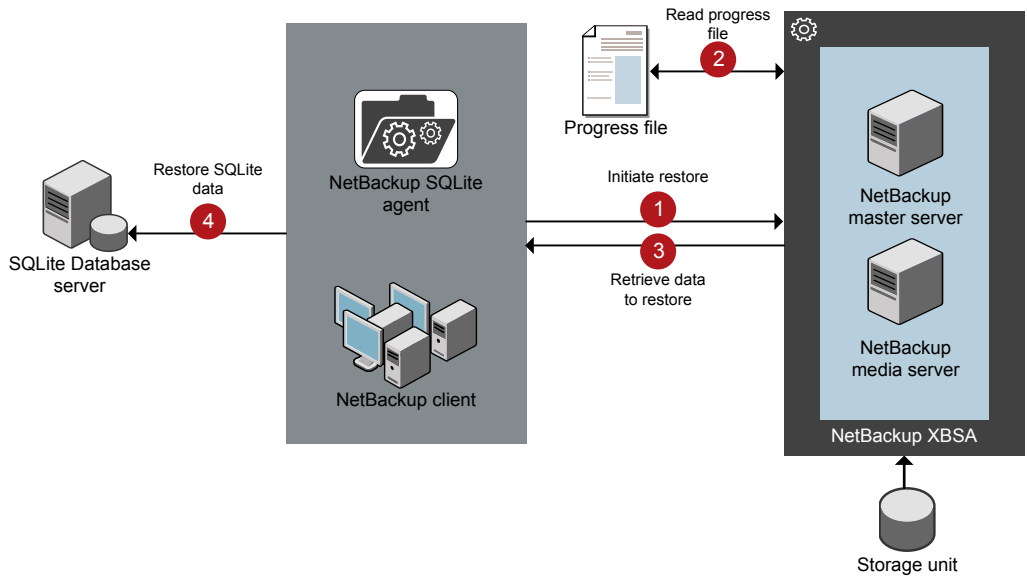 Read progress
file
2
Progress file
NetBackup SQLite
agent
Restore SQLite
data
4
SQLite Database
server
Initiate restore
1
3
Retrieve data
to restore
NetBackup client
NetBackup
master server
NetBackup
media server
NetBackup XBSA
Storage unit